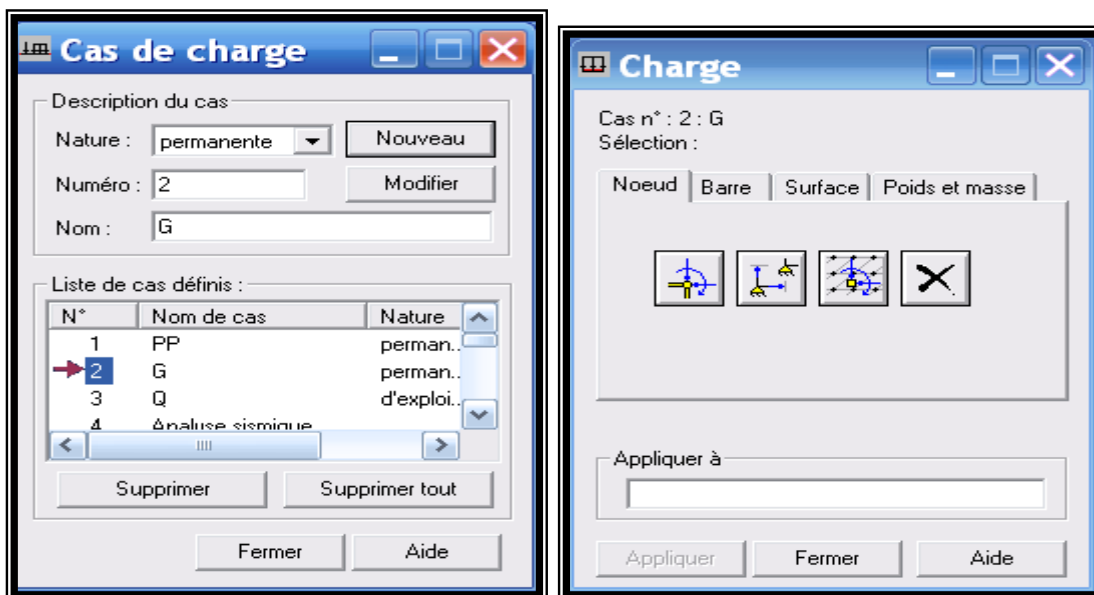 Cas de charge
Description du cas
Nature : permanente Nouveau
Numéro : 2 Modifier
Nom : G
Liste de cas définis :
N° Nom de cas Nature
1 PP perman..
2 G perman..
3 Q d'exploi..
4 Analyse sismique
Supprimer Supprimer tout
Fermer Aide
Charge
Cas n° : 2 : G
Sélection :
Noeud Barre Surface Poids et masse
Appliquer à
Appliquer Fermer Aide